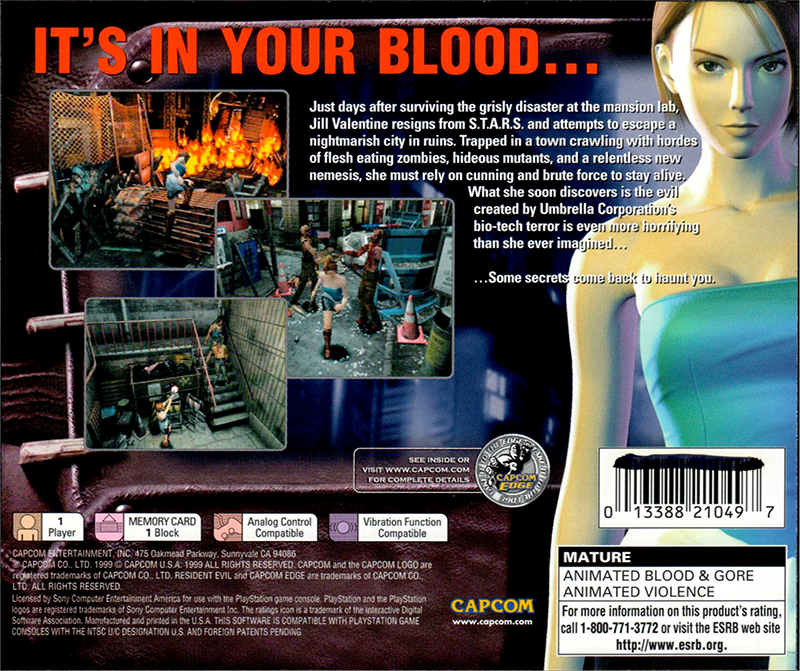 IT'S IN YOUR BLOOD...
Just days after surviving the grisly disaster at the mansion lab,
Jill Valentine resigns from S.T.A.R.S. and attempts to escape a
nightmarish city in ruins. Trapped in a town crawling with hordes
of flesh eating zombies, hideous mutants, and a relentless new
nemesis, she must rely on cunning and brute force to stay alive.
What she soon discovers is the evil
created by Umbrella Corporation's
bio-tech terror is even more horrifying
than she ever imagined...
...Some secrets come back to haunt you.
SEE INSIDE OR
VISIT WWW.CAPCOM.COM
FOR COMPLETE DETAILS
CAPCOM
EDGE
0 13388 21049 7
1
Player
MEMORY CARD
1 Block
Analog Control
Compatible
Vibration Function
Compatible
CAPCOM ENTERTAINMENT, INC. 475 Oakmead Parkway, Sunnyvale CA 94086
© CAPCOM CO., LTD. 1999 © CAPCOM U.S.A. 1999 ALL RIGHTS RESERVED. CAPCOM and the CAPCOM LOGO are
registered trademarks of CAPCOM CO., LTD. RESIDENT EVIL and CAPCOM EDGE are trademarks of CAPCOM CO.,
LTD. ALL RIGHTS RESERVED.
Licensed by Sony Computer Entertainment America for use with the PlayStation game console. PlayStation and the PlayStation
logos are registered trademarks of Sony Computer Entertainment Inc. The ratings icon is a trademark of the Interactive Digital
Software Association. Manufactured and printed in the U.S.A. THIS SOFTWARE IS COMPATIBLE WITH PLAYSTATION GAME
CONSOLES WITH THE NTSC U/C DESIGNATION U.S. AND FOREIGN PATENTS PENDING
CAPCOM
www.capcom.com
MATURE
ANIMATED BLOOD & GORE
ANIMATED VIOLENCE
For more information on this product's rating,
call 1-800-771-3772 or visit the ESRB web site
http://www.esrb.org.